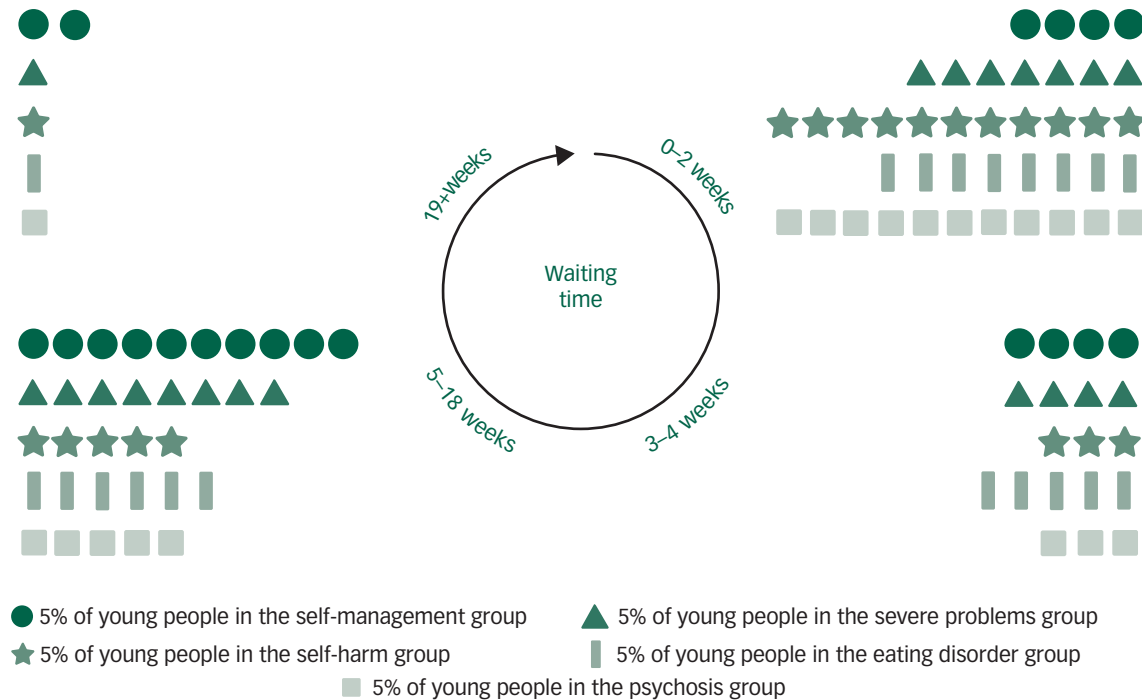 0–2 weeks
19+weeks
Waiting
time
5–18 weeks
3–4 weeks
5% of young people in the self-management group
5% of young people in the severe problems group
5% of young people in the self-harm group
5% of young people in the eating disorder group
5% of young people in the psychosis group